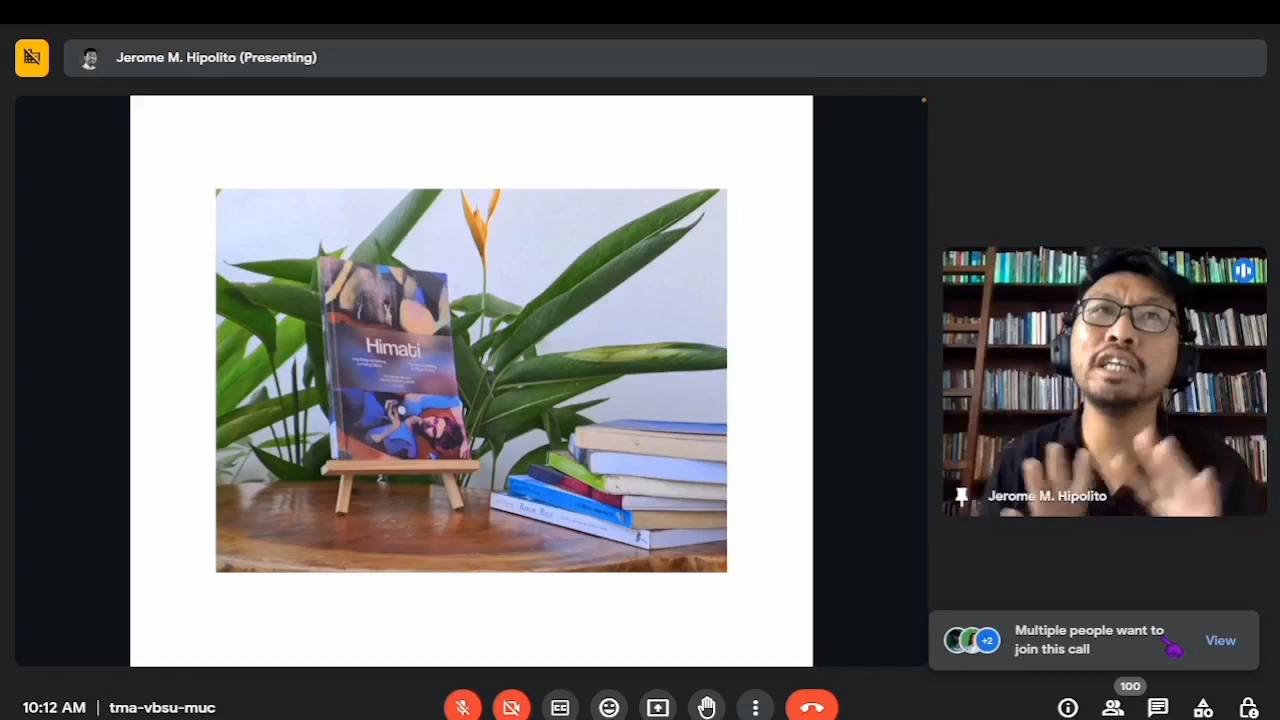 Jerome M. Hipolito (Presenting)
Himati
Jerome M. Hipolito
+2
Multiple people want to
join this call
View
10:12 AM | tma-vbsu-muc
100